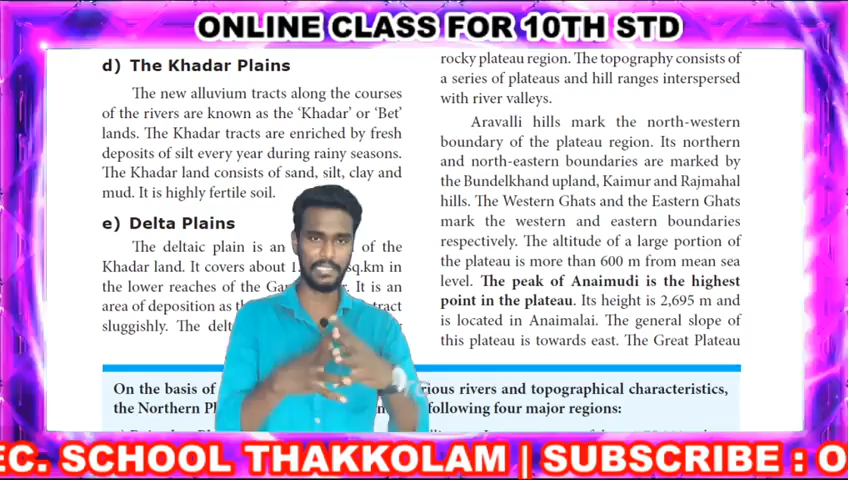 ONLINE CLASS FOR 10TH STD
d) The Khadar Plains
The new alluvium tracts along the courses
of the rivers are known as the ‘Khadar’ or ‘Bet’
lands. The Khadar tracts are enriched by fresh
deposits of silt every year during rainy seasons.
The Khadar land consists of sand, silt, clay and
mud. It is highly fertile soil.
e) Delta Plains
The deltaic plain is an of the
Khadar land. It covers about sq.km in
the lower reaches of the It is an
area of deposition as tract
sluggishly. The
rocky plateau region. The topography consists of
a series of plateaus and hill ranges interspersed
with river valleys.
Aravalli hills mark the north-western
boundary of the plateau region. Its northern
and north-eastern boundaries are marked by
the Bundelkhand upland, Kaimur and Rajmahal
hills. The Western Ghats and the Eastern Ghats
mark the western and eastern boundaries
respectively. The altitude of a large portion of
the plateau is more than 600 m from mean sea
level. The peak of Anaimudi is the highest
point in the plateau. Its height is 2,695 m and
is located in Anaimalai. The general slope of
this plateau is towards east. The Great Plateau
On the basis of rivers and topographical characteristics,
the Northern following four major regions:
EC. SCHOOL THAKKOLAM | SUBSCRIBE : O